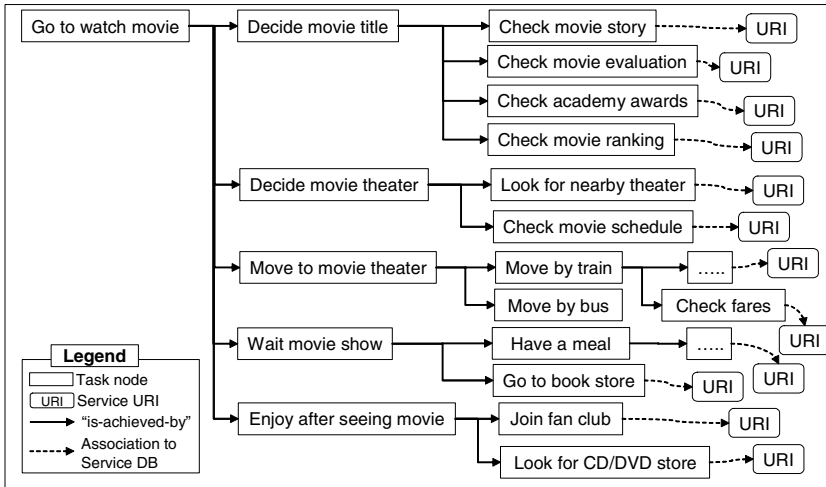 Go to watch movie
Decide movie title
Check movie story
URI
Check movie evaluation
URI
Check academy awards
URI
Check movie ranking
URI
Decide movie theater
Look for nearby theater
URI
Check movie schedule
URI
Move to movie theater
Move by train
.....
URI
Move by bus
Check fares
URI
Wait movie show
Have a meal
.....
URI
Go to book store
URI
Enjoy after seeing movie
Join fan club
URI
Look for CD/DVD store
URI
Legend
Task node
URI Service URI
“is-achieved-by”
Association to
Service DB